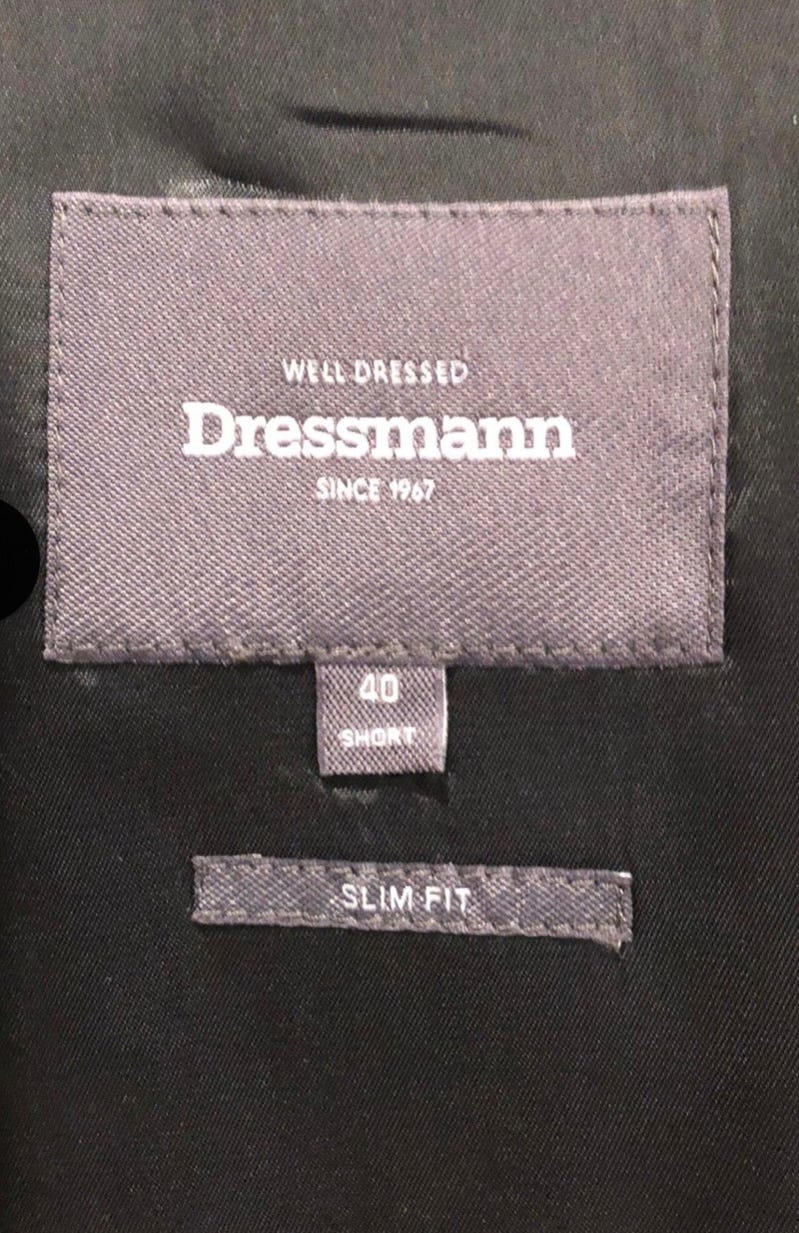 WELL DRESSED
Dressmann
SINCE 1967
40
SHORT
SLIM FIT